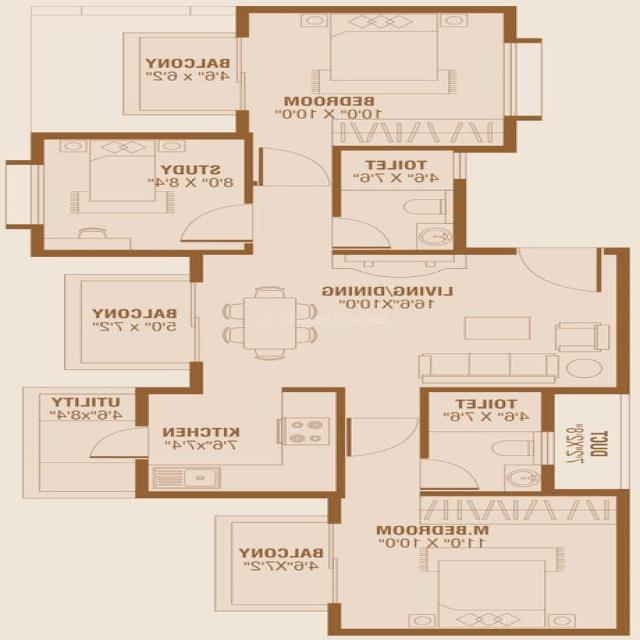 BALCONY
4'6" x 6'2"
BEDROOM
10'0" X 10'0"
STUDY
8'0" X 8'4"
TOILET
4'6" X 7'6"
LIVING/DINING
16'6"X10'0"
BALCONY
5'0" x 7'2"
UTILITY
4'6"x8'4"
KITCHEN
7'6"x7'4"
TOILET
4'6" X 7'6"
DUCT
7'2"X2'8"
M.BEDROOM
11'0" X 10'0"
BALCONY
4'6"X7'2"